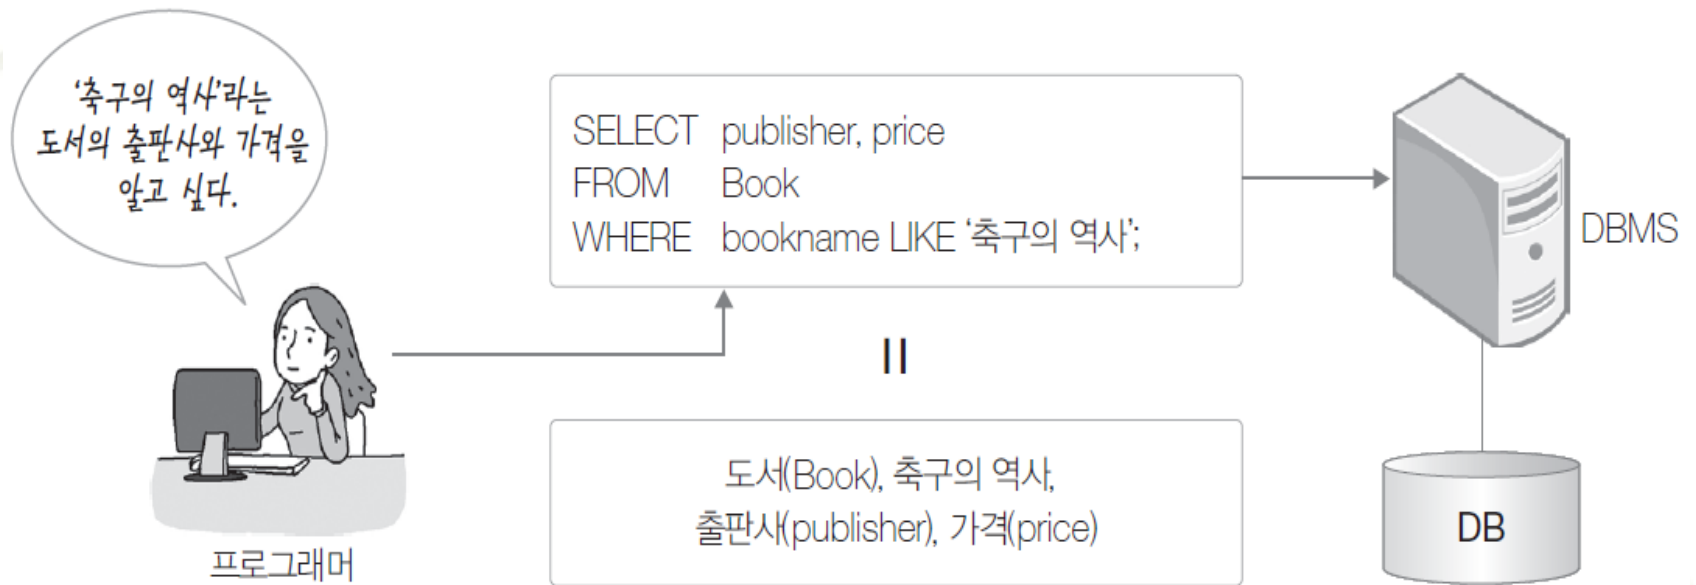 ‘축구의 역사’라는
도서의 출판사와 가격을
알고 싶다.
프로그래머
SELECT publisher, price
FROM Book
WHERE bookname LIKE ‘축구의 역사’;
=
도서(Book), 축구의 역사,
출판사(publisher), 가격(price)
DBMS
DB